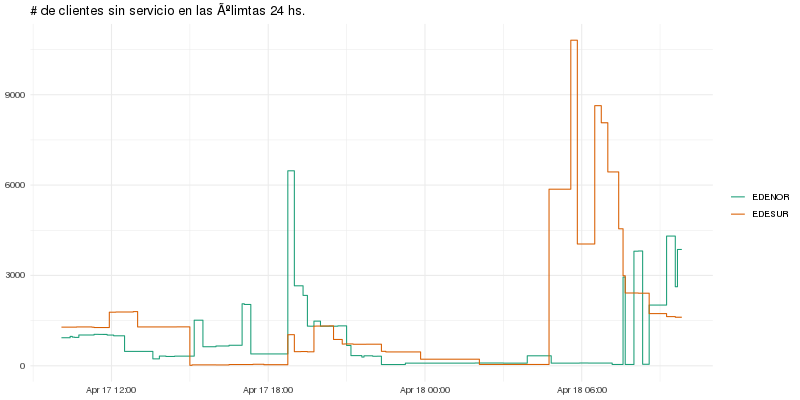 # de clientes sin servicio en las Ãºlimtas 24 hs.
9000
6000
3000
0
Apr 17 12:00
Apr 17 18:00
Apr 18 00:00
Apr 18 06:00
EDENOR
EDESUR